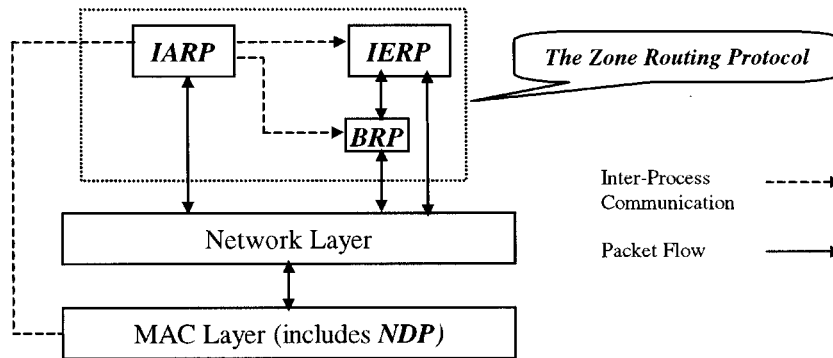 IARP
IERP
The Zone Routing Protocol
BRP
Inter-Process
Communication
Network Layer
Packet Flow
MAC Layer (includes NDP)